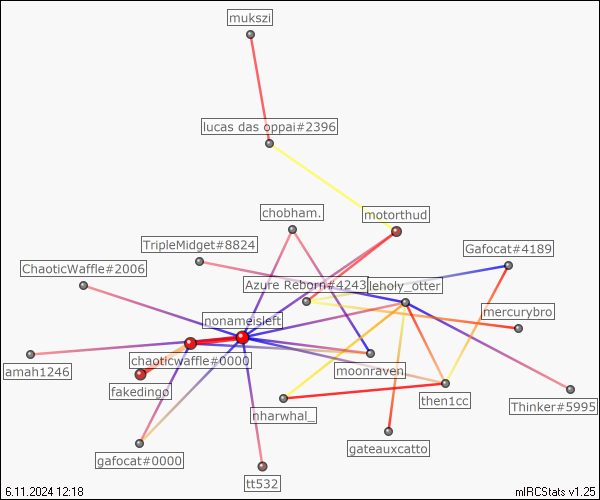 mukszi
lucas das oppai#2396
chobham.
motorthud
TripleMidget#8824
Gafocat#4189
ChaoticWaffle#2006
Azure Reborn#4243
leholy_otter
mercurybro
nonameisleft
chaoticwaffle#0000
moonraven
amah1246
fakedingo
then1cc
Thinker#5995
nharwhal_
gateauxcatto
gafocat#0000
tt532
6.11.2024 12:18
mIRCStats v1.25